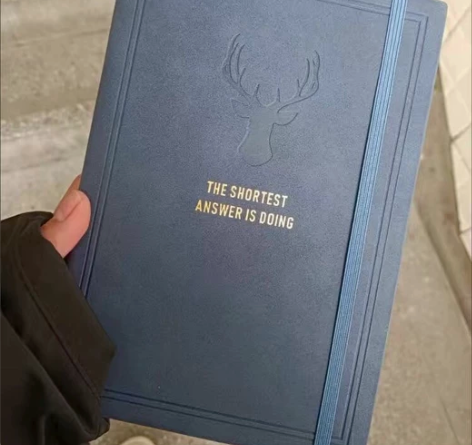 THE SHORTEST
ANSWER IS DOING